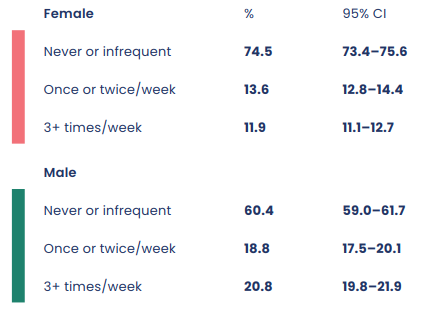 Female % 95% CI
Never or infrequent 74.5 73.4–75.6
Once or twice/week 13.6 12.8–14.4
3+ times/week 11.9 11.1–12.7
Male
Never or infrequent 60.4 59.0–61.7
Once or twice/week 18.8 17.5–20.1
3+ times/week 20.8 19.8–21.9